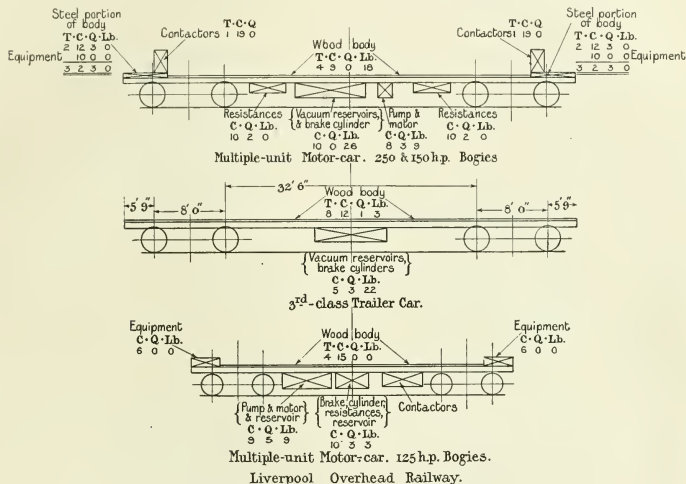 Steel portion
of body
T·C·Q·Lb.
2 12 3 0
Equipment 10 0 0
3 2 3 0
T·C·Q
Contactors 1 19 0
Wood body
T·C·Q·Lb.
4 9 0 18
T·C·Q
Contactors 1 19 0
Steel portion
of body
T·C·Q·Lb.
2 12 3 0
10 0 0 Equipment
3 2 3 0
Resistances
C·Q·Lb.
10 2 0
{Vacuum reservoirs,
& brake cylinder}
C·Q·Lb.
10 0 26
{Pump &
motor}
C·Q·Lb.
8 3 9
Resistances
C·Q·Lb.
10 2 0
Multiple-unit Motor-car. 250 & 150 h.p. Bogies
32' 6"
5' 9"
8' 0"
Wood body
T·C·Q·Lb.
8 12 1 3
8' 0"
5' 9"
{Vacuum reservoirs,
brake cylinders}
C·Q·Lb.
5 3 22
3rd-class Trailer Car.
Equipment
C·Q·Lb.
6 0 0
Wood body
T·C·Q·Lb.
4 15 0 0
Equipment
C·Q·Lb.
6 0 0
{Pump & motor
& reservoir}
C·Q·Lb.
9 5 9
{Brake, cylinder,
resistances,
reservoir}
C·Q·Lb.
10 3 3
Contactors
Multiple-unit Motor-car. 125 h.p. Bogies.
Liverpool Overhead Railway.